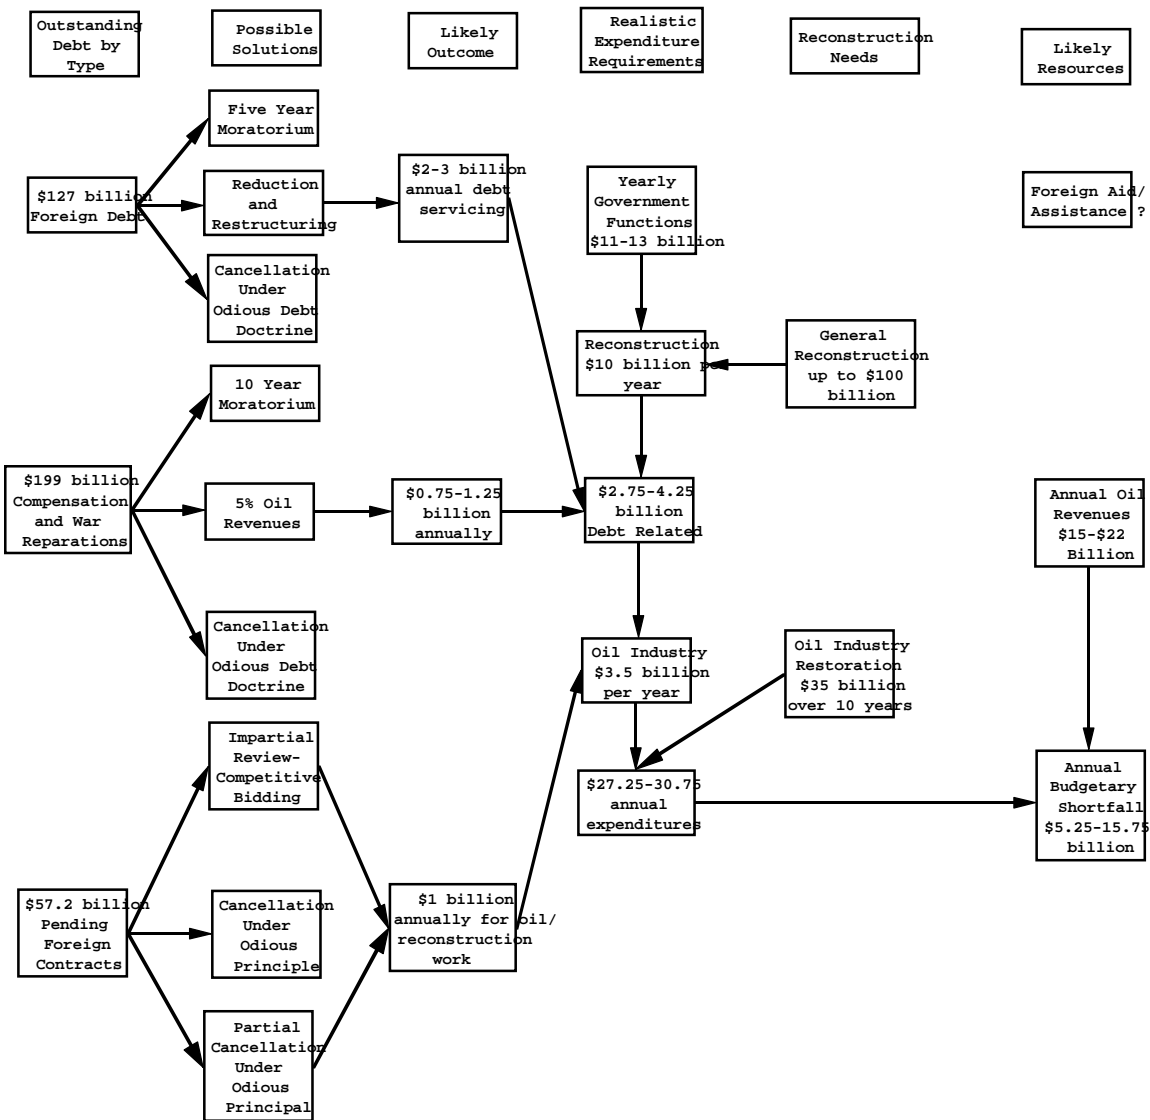 Outstanding
Debt by
Type
Possible
Solutions
Likely
Outcome
Realistic
Expenditure
Requirements
Reconstruction
Needs
Likely
Resources
Five Year
Moratorium
$127 billion
Foreign Debt
Reduction
and
Restructuring
$2-3 billion
annual debt
servicing
Yearly
Government
Functions
$11-13 billion
Foreign Aid/
Assistance ?
Cancellation
Under
Odious Debt
Doctrine
Reconstruction
$10 billion per
year
General
Reconstruction
up to $100
billion
10 Year
Moratorium
$199 billion
Compensation
and War
Reparations
5% Oil
Revenues
$0.75-1.25
billion
annually
$2.75-4.25
billion
Debt Related
Annual Oil
Revenues
$15-$22
Billion
Cancellation
Under
Odious Debt
Doctrine
Oil Industry
$3.5 billion
per year
Oil Industry
Restoration
$35 billion
over 10 years
Impartial
Review-
Competitive
Bidding
$27.25-30.75
annual
expenditures
Annual
Budgetary
Shortfall
$5.25-15.75
billion
$57.2 billion
Pending
Foreign
Contracts
Cancellation
Under
Odious
Principle
$1 billion
annually for oil/
reconstruction
work
Partial
Cancellation
Under
Odious
Principal